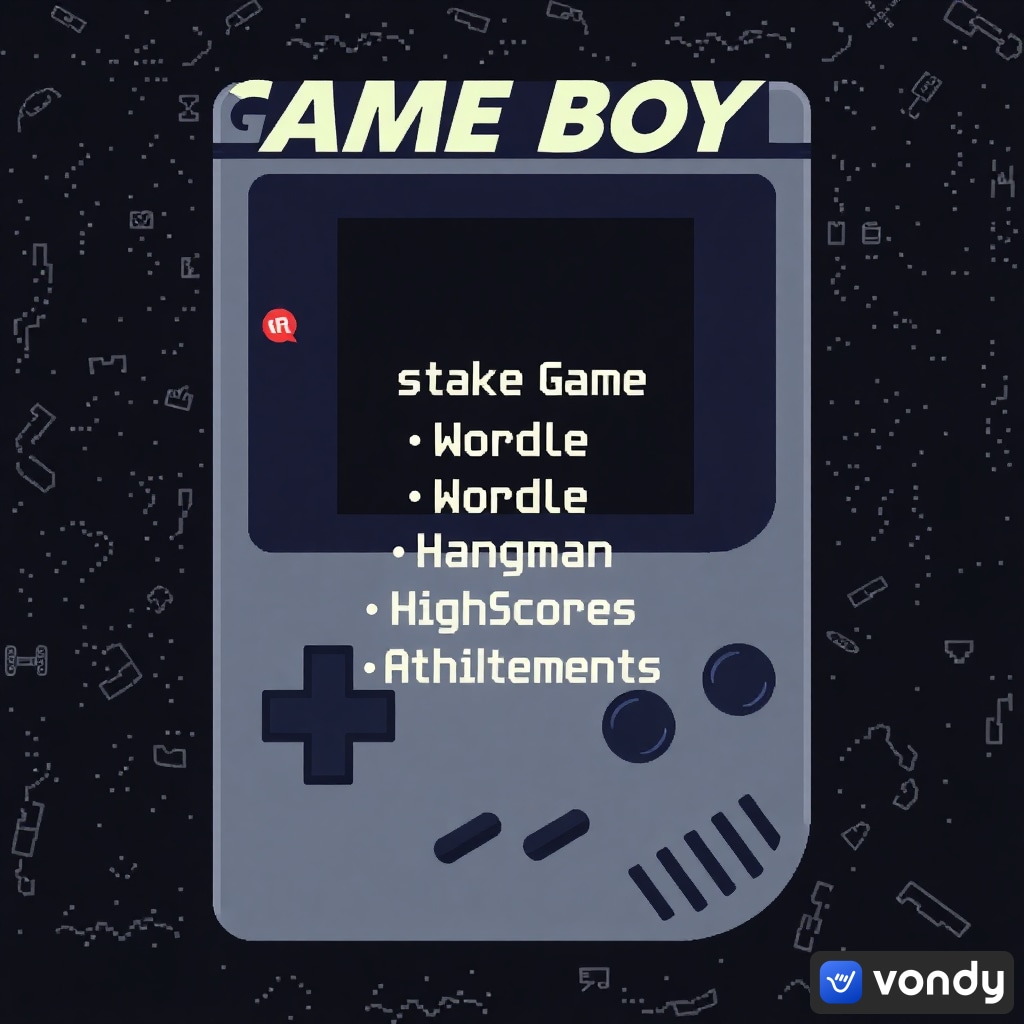 GAME BOY
stake Game
• Wordle
• Wordle
• Hangman
• HighScores
• Athiltements
vondy